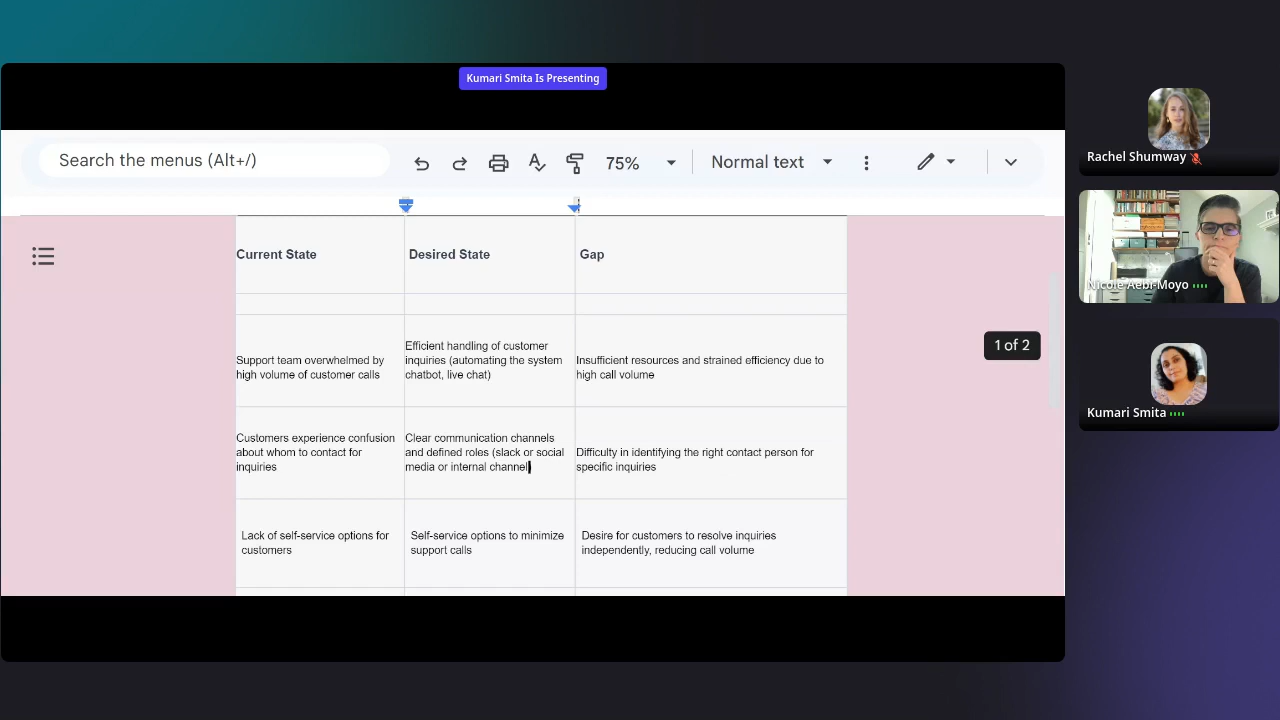 Kumari Smita Is Presenting
Search the menus (Alt+/)
75%
Normal text
Current State
Desired State
Gap
Support team overwhelmed by
high volume of customer calls
Efficient handling of customer
inquiries (automating the system
chatbot, live chat)
Insufficient resources and strained efficiency due to
high call volume
Customers experience confusion
about whom to contact for
inquiries
Clear communication channels
and defined roles (slack or social
media or internal channel)
Difficulty in identifying the right contact person for
specific inquiries
Lack of self-service options for
customers
Self-service options to minimize
support calls
Desire for customers to resolve inquiries
independently, reducing call volume
1 of 2
Rachel Shumway
Nicole Aebi-Moyo
Kumari Smita